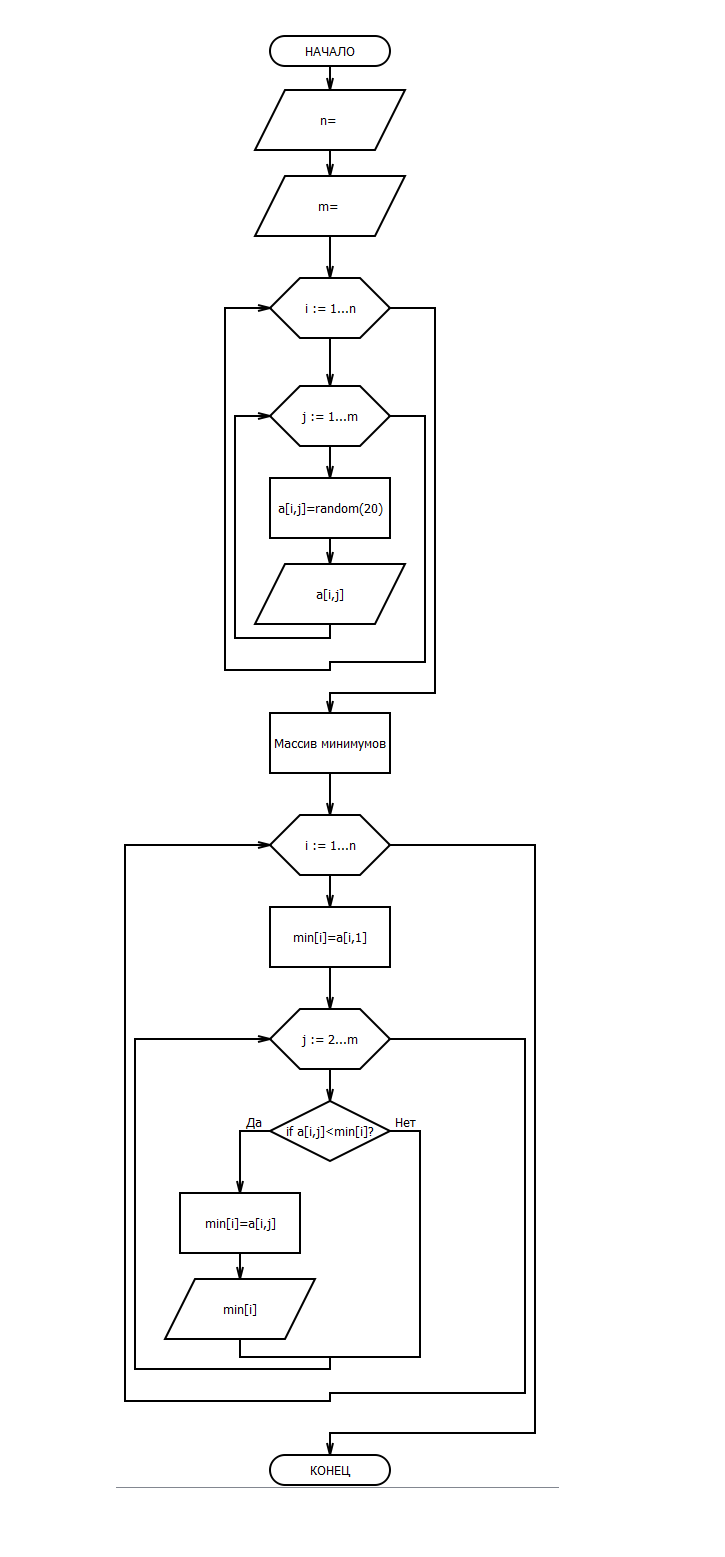 НАЧАЛО
n=
m=
i := 1...n
j := 1...m
a[i,j]=random(20)
a[i,j]
Массив минимумов
i := 1...n
min[i]=a[i,1]
j := 2...m
Да
if a[i,j]<min[i]?
Нет
min[i]=a[i,j]
min[i]
КОНЕЦ